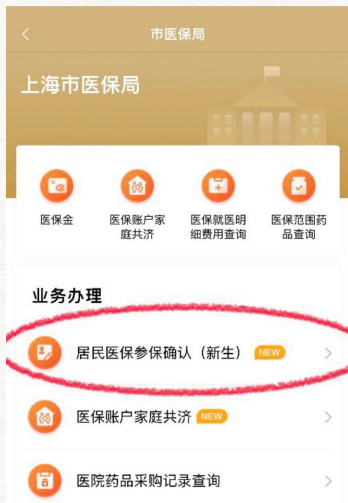 市医保局
上海市医保局
医保金
医保账户家
庭共济
医保就医明
细费用查询
医保范围药
品查询
业务办理
居民医保参保确认（新生） NEW
医保账户家庭共济 NEW
医院药品采购记录查询